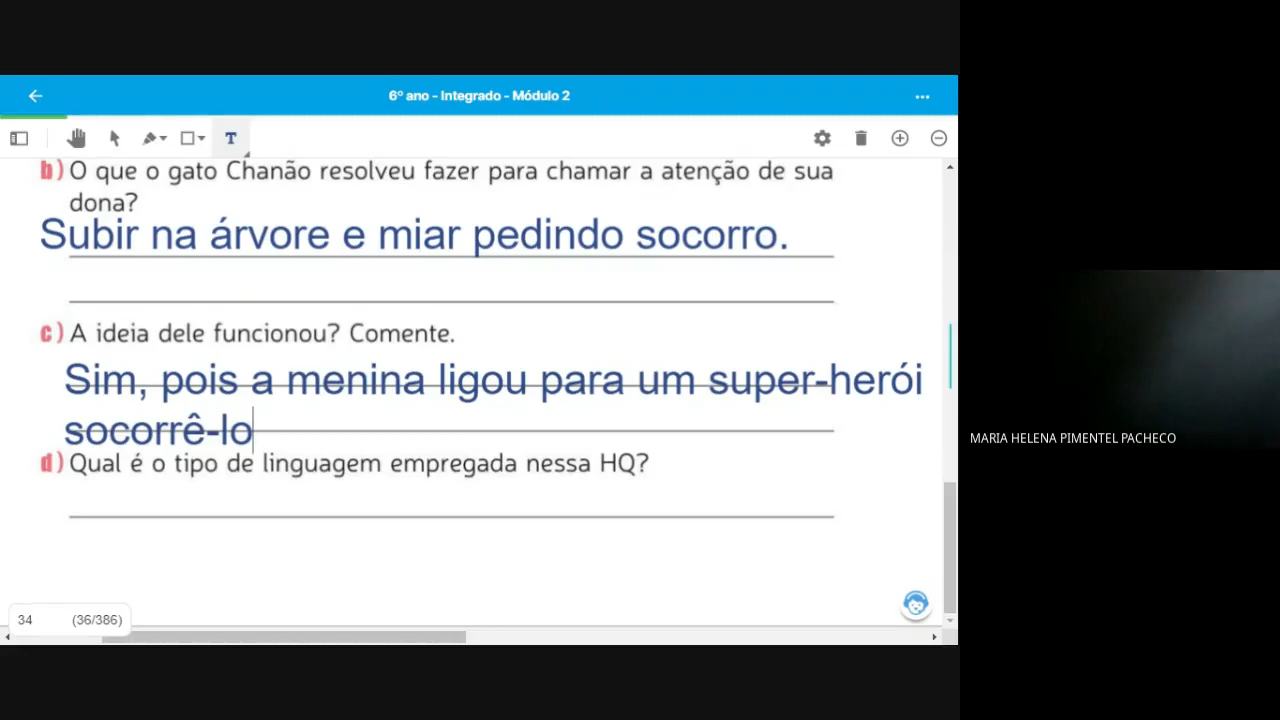 6º ano - Integrado - Módulo 2
T
b) O que o gato Chanão resolveu fazer para chamar a atenção de sua
dona?
Subir na árvore e miar pedindo socorro.
c) A ideia dele funcionou? Comente.
Sim, pois a menina ligou para um super-herói
socorrê-lo
d) Qual é o tipo de linguagem empregada nessa HQ?
34 (36/386)
MARIA HELENA PIMENTEL PACHECO